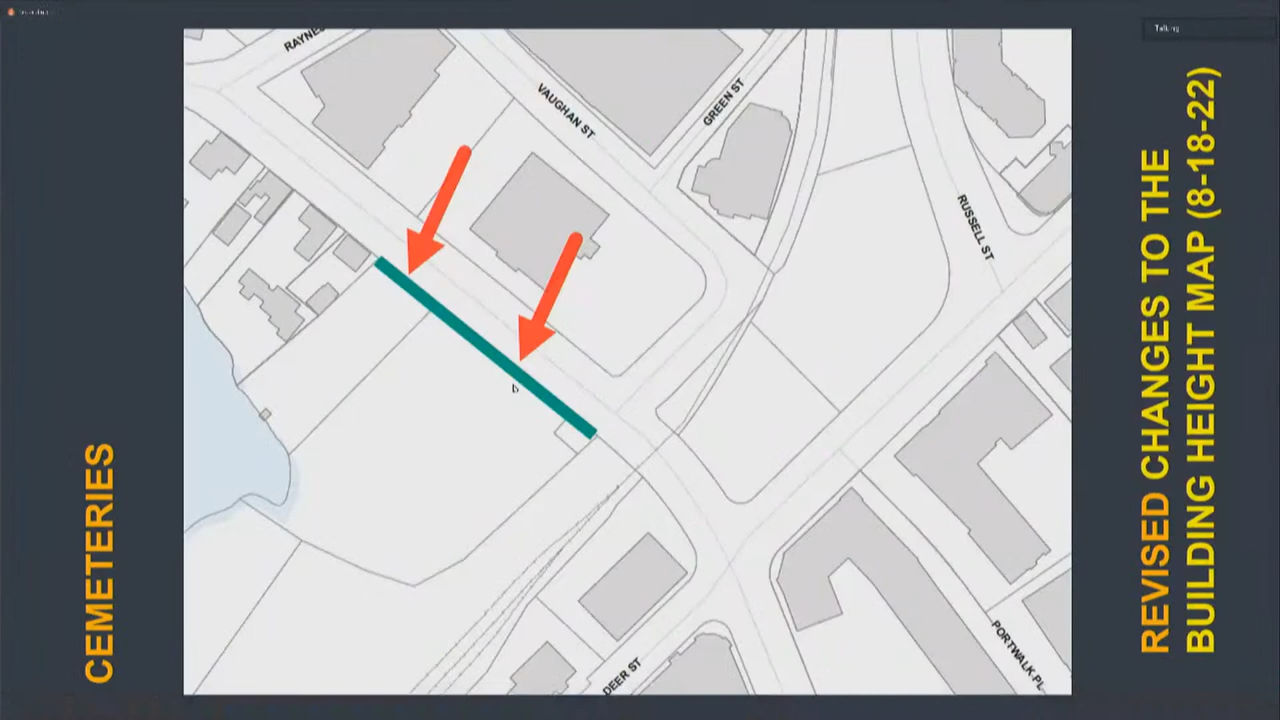 Talking
RAYNES
VAUGHAN ST
GREEN ST
RUSSELL ST
DEER ST
PORTWALK PL
CEMETERIES
REVISED CHANGES TO THE
BUILDING HEIGHT MAP (8-18-22)